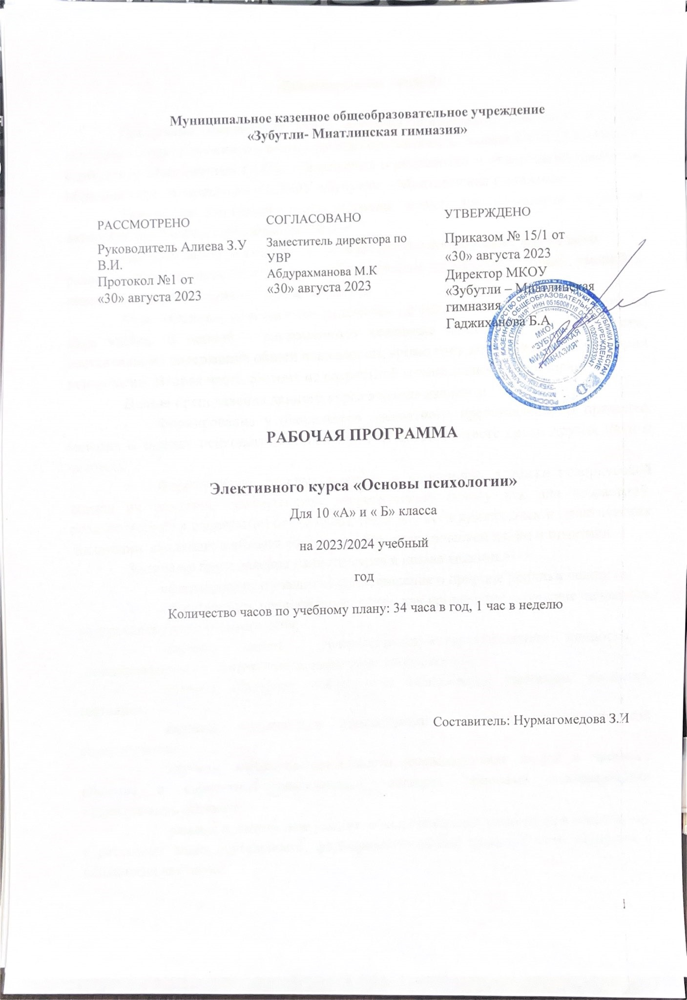 Муниципальное казенное общеобразовательное учреждение
«Зубутли- Миатлинская гимназия»
РАССМОТРЕНО
Руководитель Алиева З.У
В.И.
Протокол №1 от
«30» августа 2023
СОГЛАСОВАНО
Заместитель директора по
УВР
Абдурахманова М.К
«30» августа 2023
УТВЕРЖДЕНО
Приказом № 15/1 от
«30» августа 2023
Директор МКОУ
«Зубутли – Миатлинская
гимназия
Гаджиханова Б.А
МКОУ
"ЗУБУТЛИ-
МИАТЛИНСКАЯ
ГИМНАЗИЯ"
РАБОЧАЯ ПРОГРАММА
Элективного курса «Основы психологии»
Для 10 «А» и « Б» класса
на 2023/2024 учебный
год
Количество часов по учебному плану: 34 часа в год, 1 час в неделю
Составитель: Нурмагомедова З.И